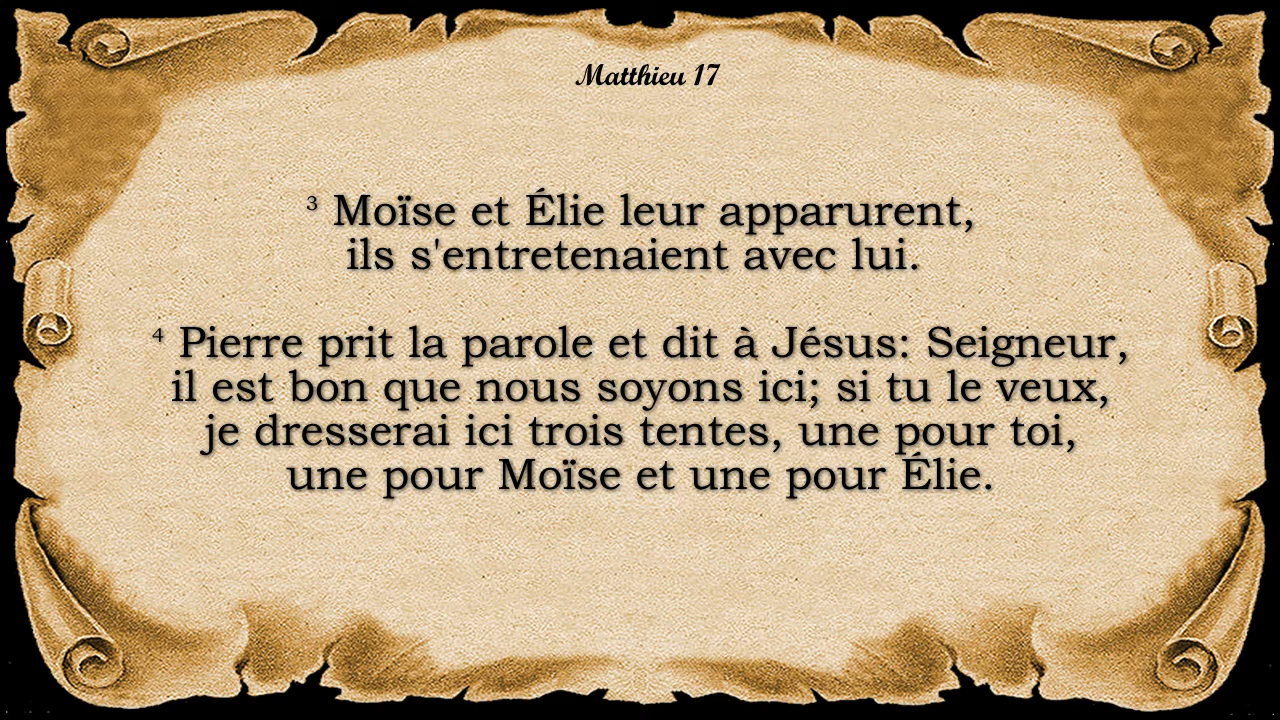 Matthieu 17
³ Moïse et Élie leur apparurent,
ils s'entretenaient avec lui.
⁴ Pierre prit la parole et dit à Jésus: Seigneur,
il est bon que nous soyons ici; si tu le veux,
je dresserai ici trois tentes, une pour toi,
une pour Moïse et une pour Élie.